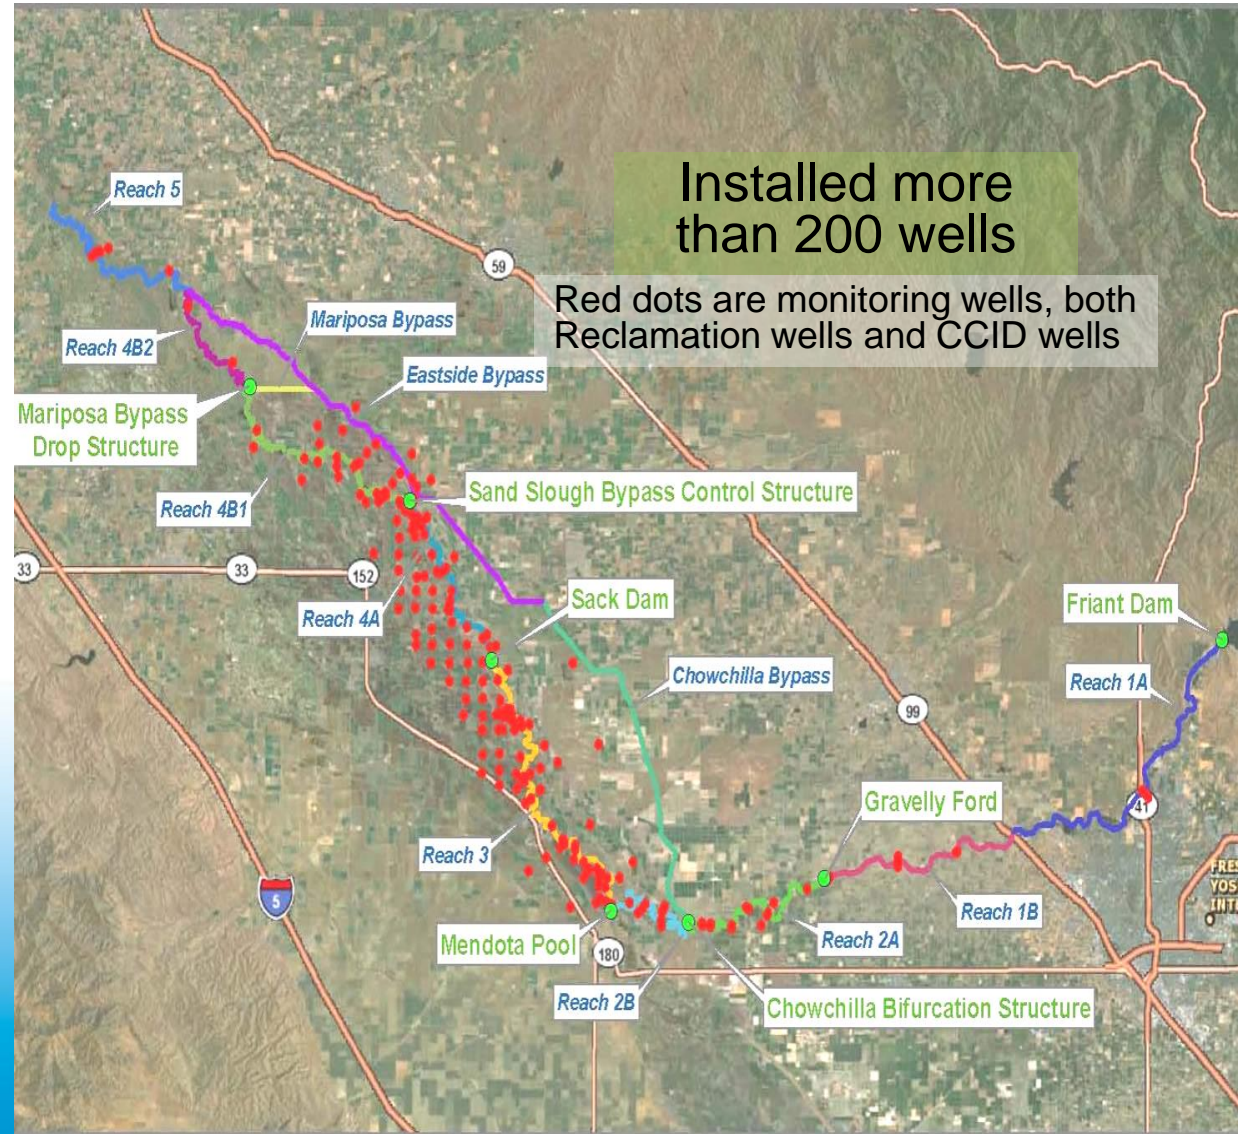 Installed more
than 200 wells
Red dots are monitoring wells, both
Reclamation wells and CCID wells
Reach 5
59
Mariposa Bypass
Reach 4B2
Eastside Bypass
Mariposa Bypass
Drop Structure
Sand Slough Bypass Control Structure
Reach 4B1
33
33
152
Sack Dam
Friant Dam
Reach 4A
Chowchilla Bypass
Reach 1A
99
Gravelly Ford
41
Reach 3
FRES
YOS
INT
5
Reach 1B
Mendota Pool
Reach 2A
180
Reach 2B
Chowchilla Bifurcation Structure